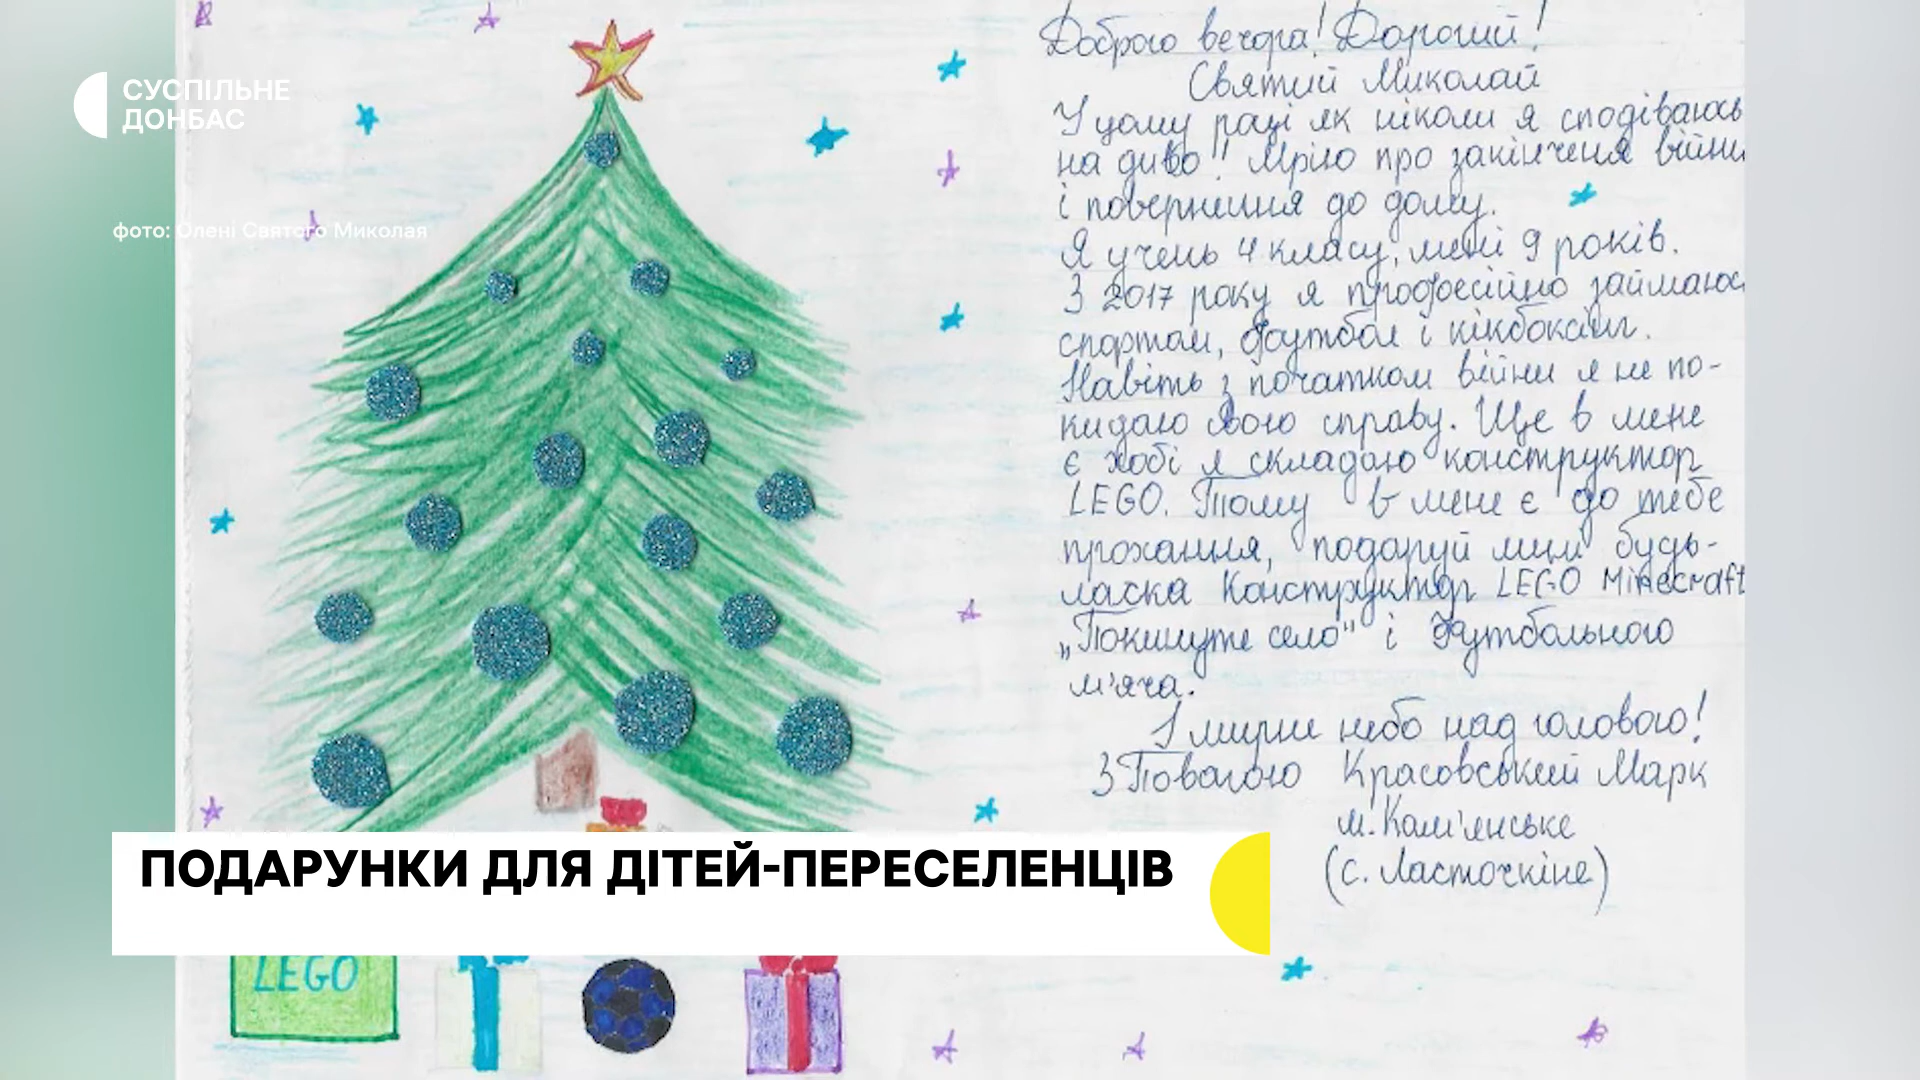 СУСПІЛЬНЕ
ДОНБАС
фото: Олені Святого Миколая
Доброго вечора! Дорогий!
Святий Миколай
У цьому році як ніколи я сподіваюсь
на диво!! Мрію про закінченя війни
і повернення до дому.
Я учень 4 класу, мені 9 років.
З 2017 року я професійно займаюс
спортом, футбол і кікбоксінг.
Навіть з початком війни я не по-
кидаю свою справу. Ще в мене
є хобі я складаю конструктор
LEGO. Тому в мене є до тебе
прохання, подаруй мені будь-
ласка Конструктор LEGO Minecraft
„Покинуте село" і Футбольного
м'яча.
І мирне небо над головою!
З Повагою Красовський Марк
м. Кам'янське
(с. Ласточкіне)
ПОДАРУНКИ ДЛЯ ДІТЕЙ-ПЕРЕСЕЛЕНЦІВ
LEGO